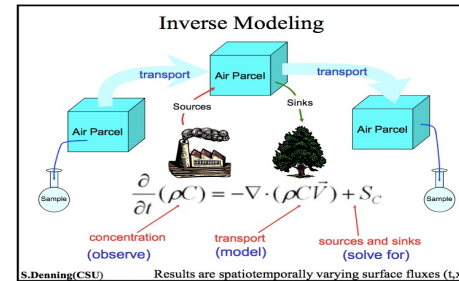 Inverse Modeling
transport
Air Parcel
transport
Sources
Sinks
Air Parcel
Air Parcel
Sample
Sample
∂/∂t (ρC) = −∇·(ρCV⃗) + S_C
concentration
(observe)
transport
(model)
sources and sinks
(solve for)
S.Denning(CSU)
Results are spatiotemporally varying surface fluxes (t,x